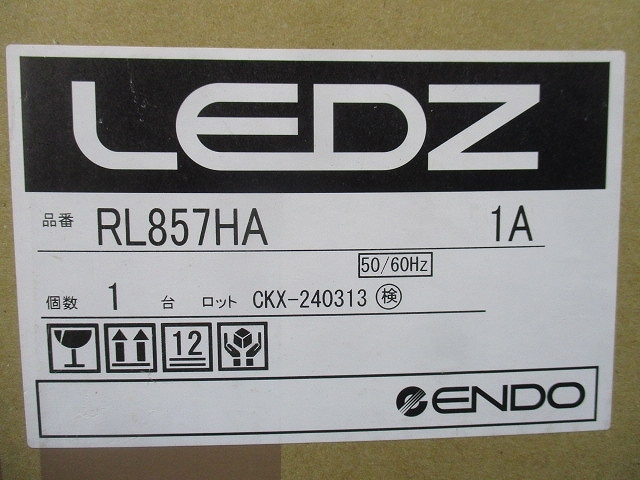 LEDZ
品番 RL857HA 1A
50/60Hz
個数 1 台 ロット CKX-240313 検
12
ENDO